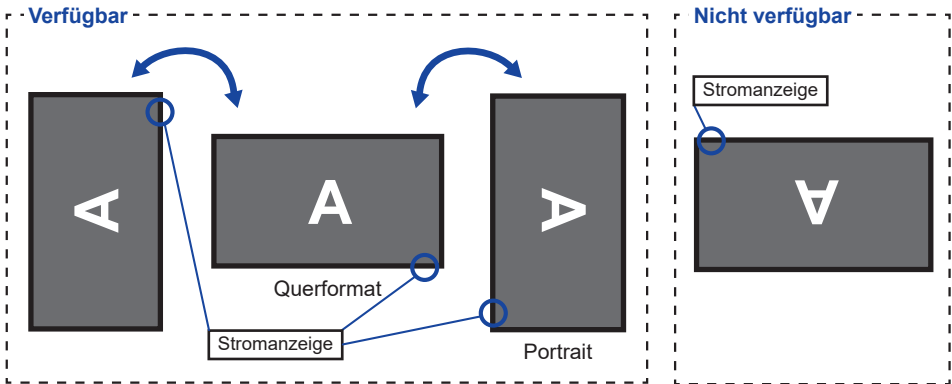 Verfügbar
Nicht verfügbar
Stromanzeige
A
A
A
A
Querformat
Stromanzeige
Portrait